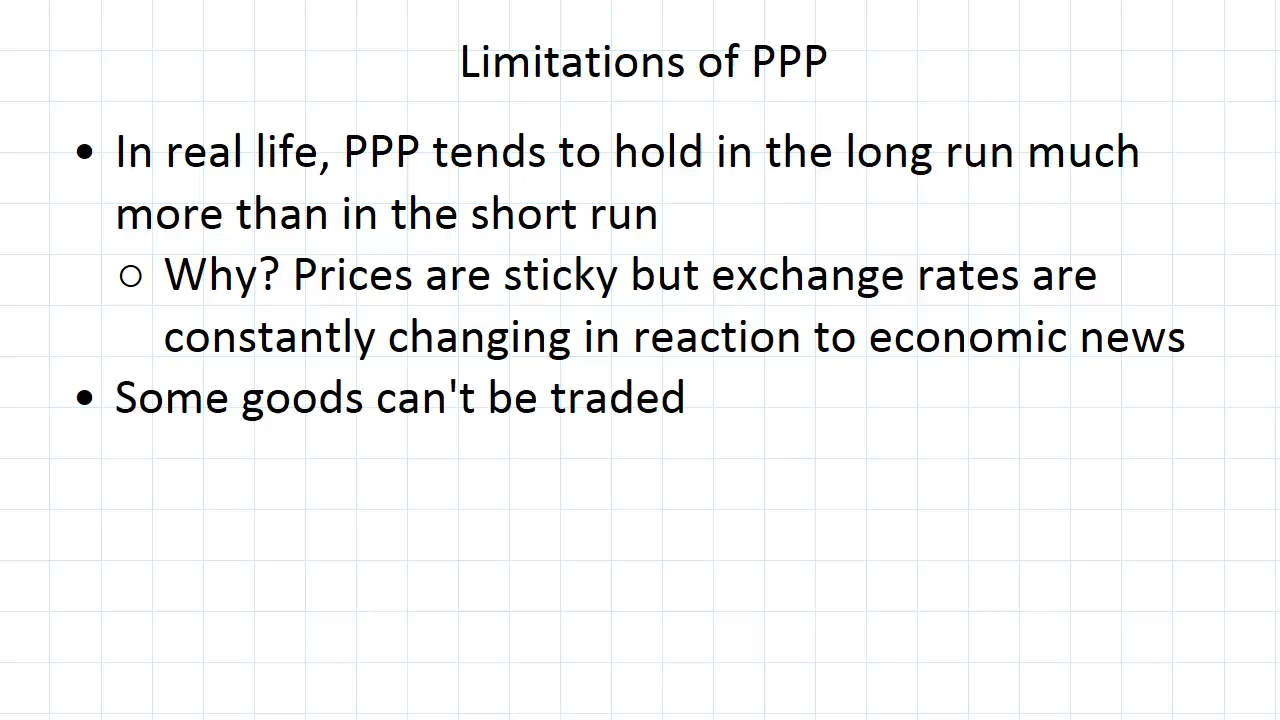 Limitations of PPP
• In real life, PPP tends to hold in the long run much
more than in the short run
○ Why? Prices are sticky but exchange rates are
constantly changing in reaction to economic news
• Some goods can't be traded